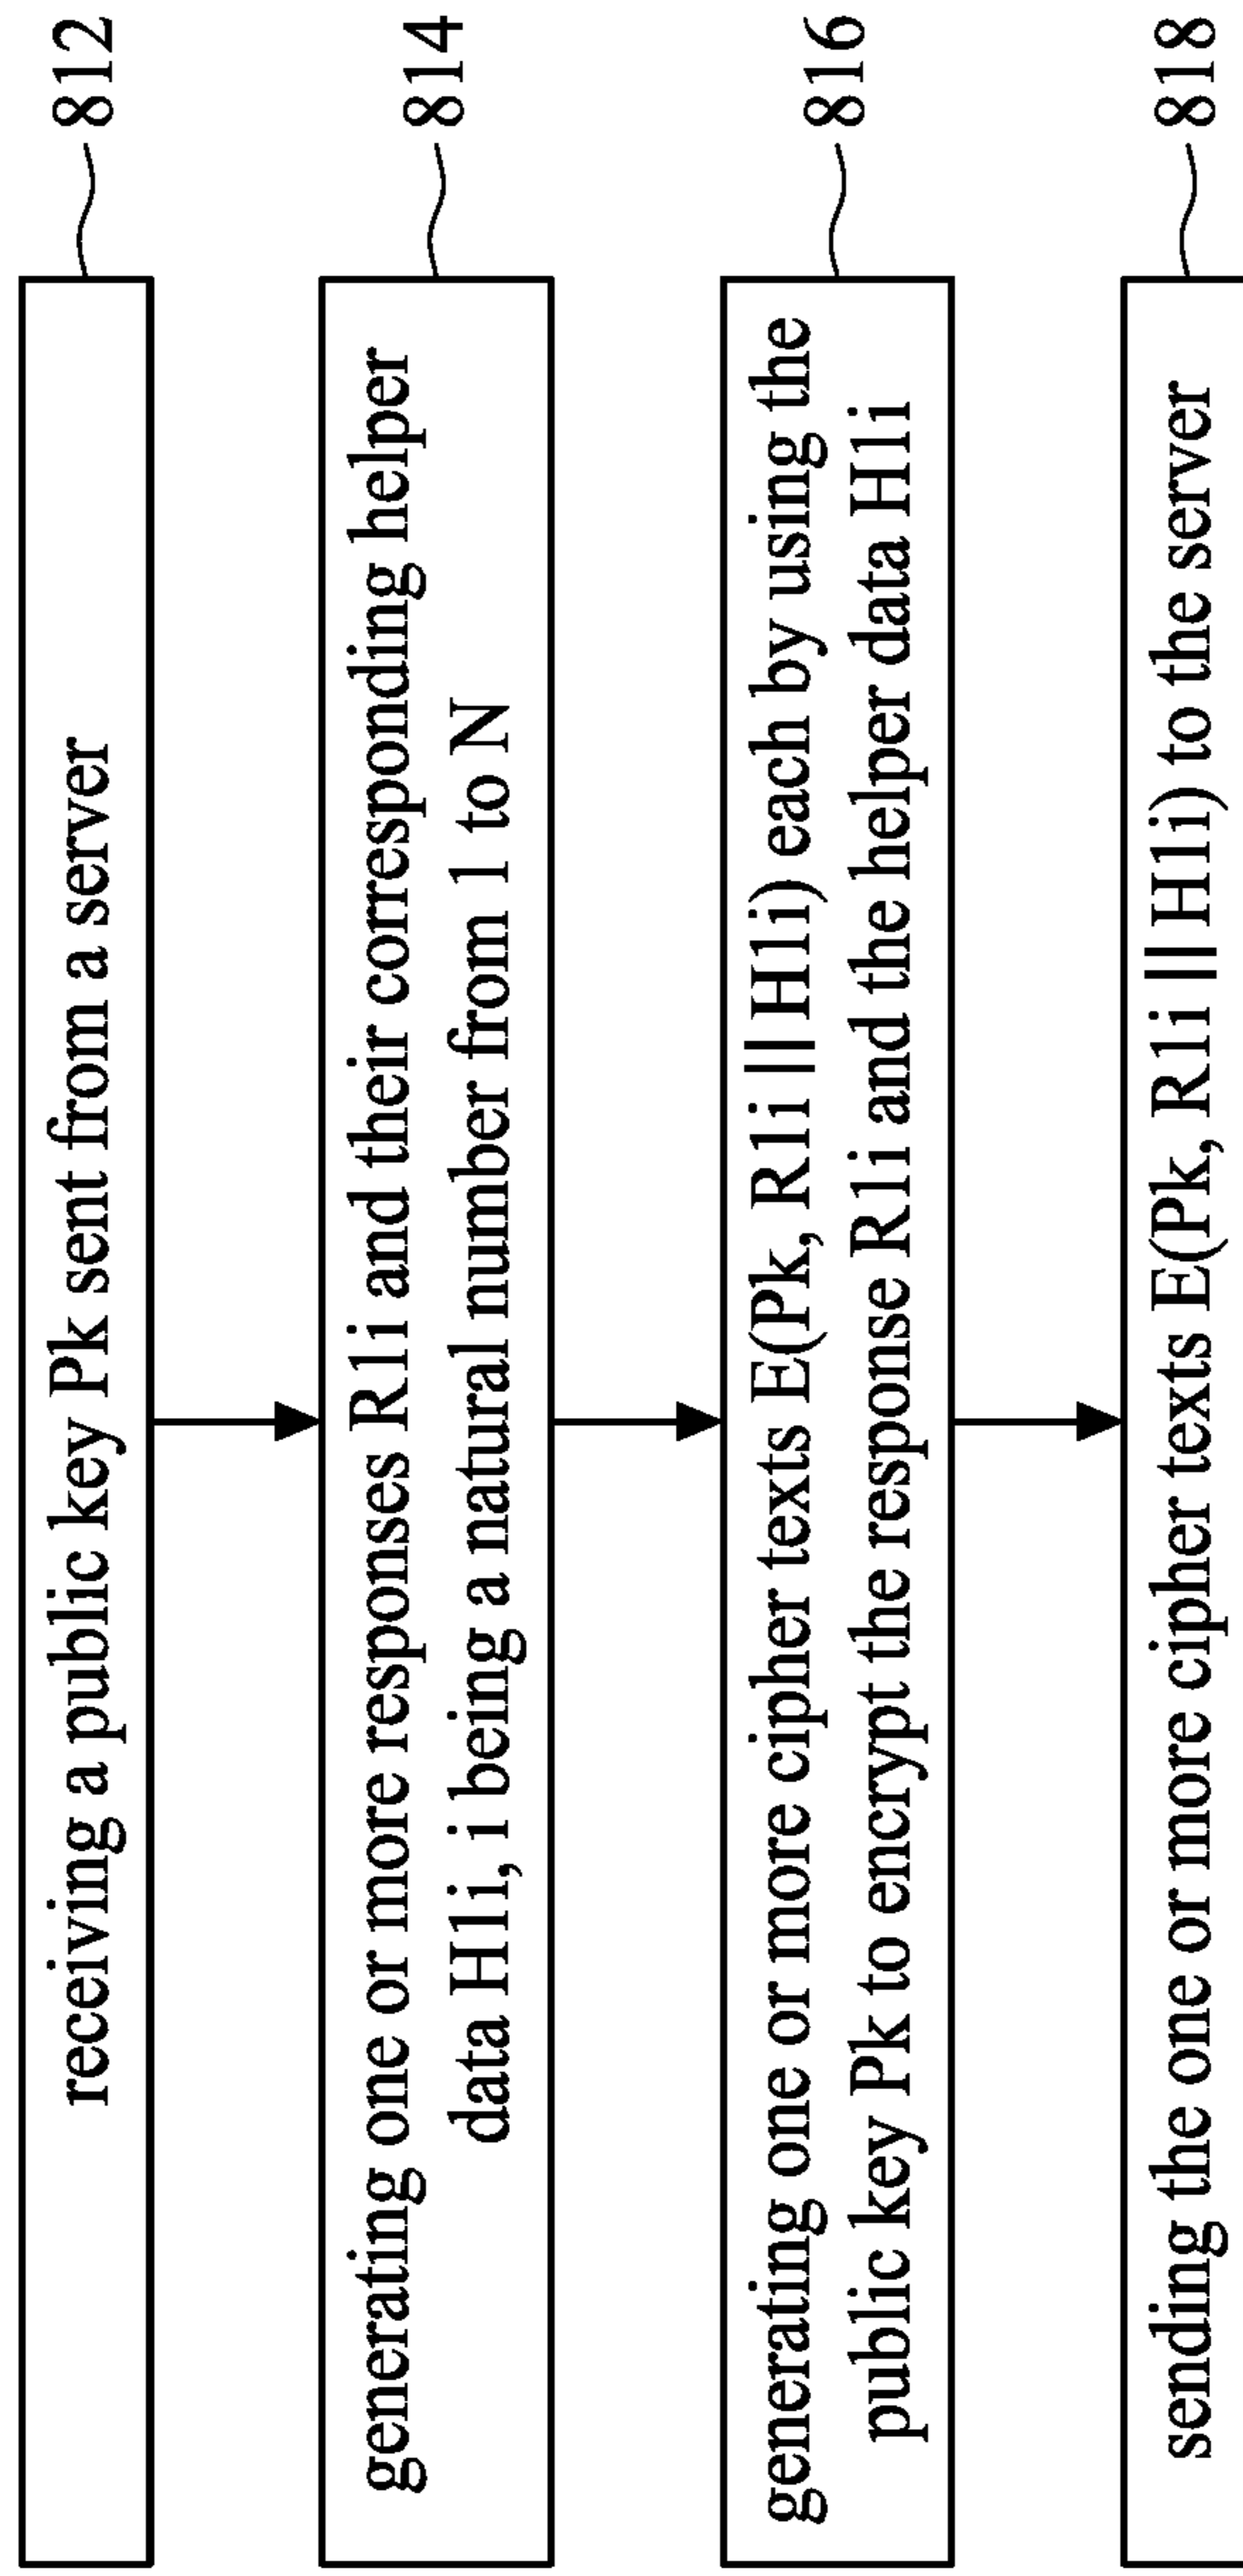 receiving a public key Pk sent from a server
812
generating one or more responses R1i and their corresponding helper
data H1i, i being a natural number from 1 to N
814
generating one or more cipher texts E(Pk, R1i || H1i) each by using the
public key Pk to encrypt the response R1i and the helper data H1i
816
sending the one or more cipher texts E(Pk, R1i || H1i) to the server
818